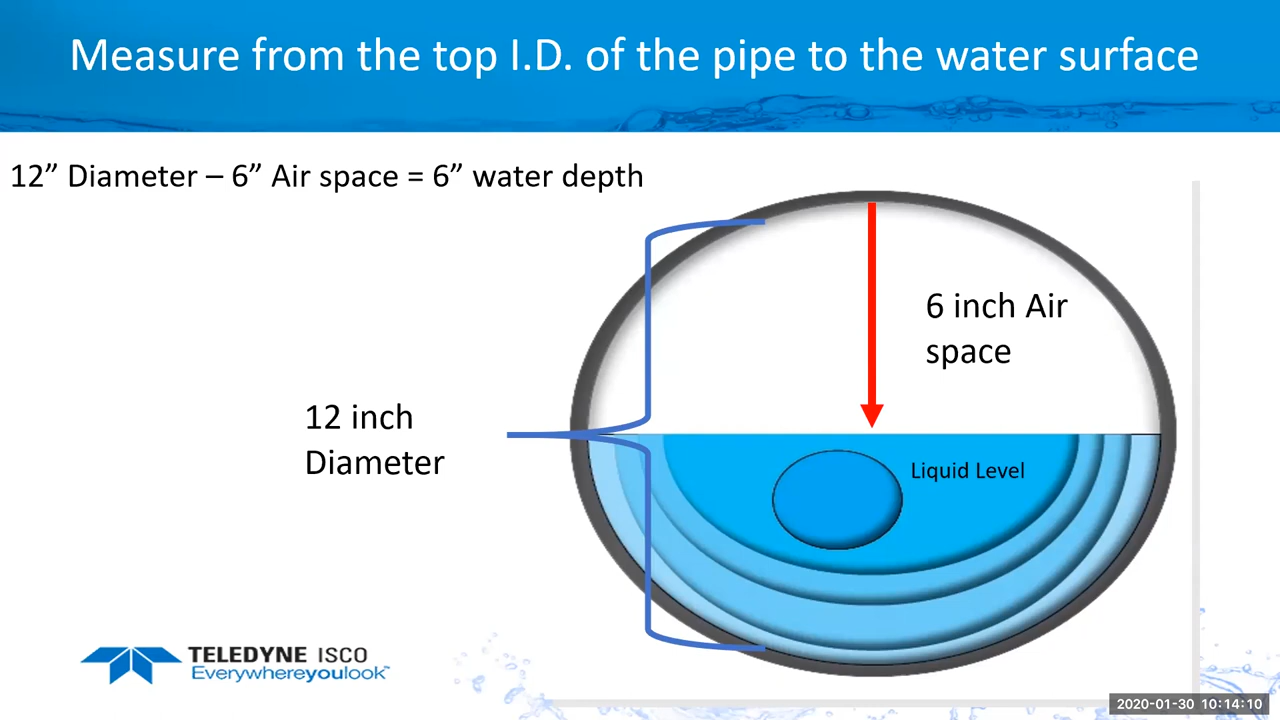 Measure from the top I.D. of the pipe to the water surface
12” Diameter – 6” Air space = 6” water depth
6 inch Air
space
12 inch
Diameter
Liquid Level
TELEDYNE ISCO
Everywhereyoulook™
2020-01-30 10:14:10